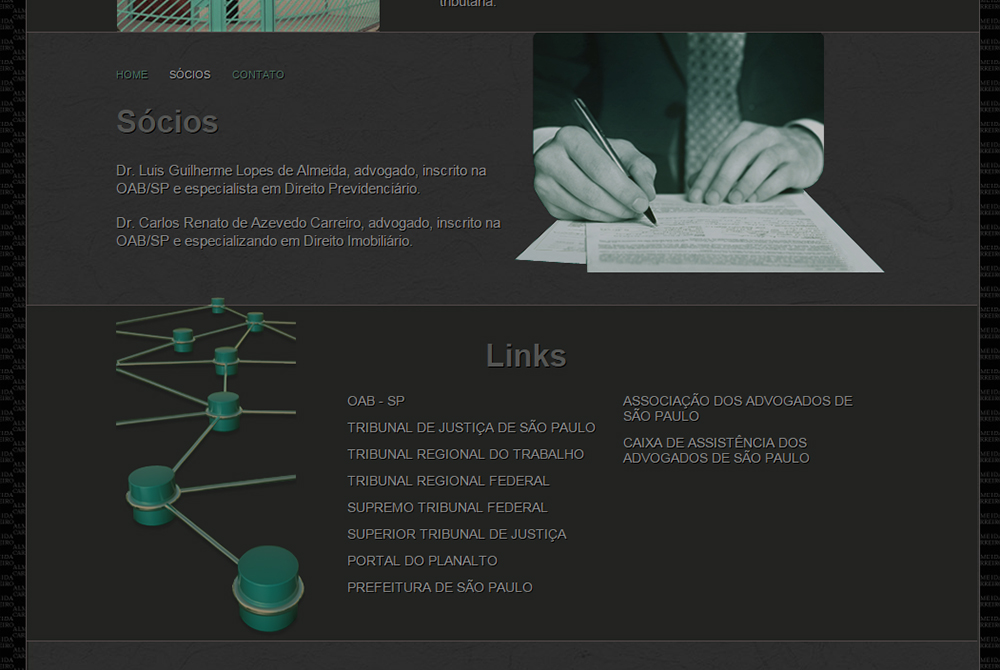 tributária.
HOME SÓCIOS CONTATO
Sócios
Dr. Luis Guilherme Lopes de Almeida, advogado, inscrito na
OAB/SP e especialista em Direito Previdenciário.
Dr. Carlos Renato de Azevedo Carreiro, advogado, inscrito na
OAB/SP e especializando em Direito Imobiliário.
Links
OAB - SP
TRIBUNAL DE JUSTIÇA DE SÃO PAULO
TRIBUNAL REGIONAL DO TRABALHO
TRIBUNAL REGIONAL FEDERAL
SUPREMO TRIBUNAL FEDERAL
SUPERIOR TRIBUNAL DE JUSTIÇA
PORTAL DO PLANALTO
PREFEITURA DE SÃO PAULO
ASSOCIAÇÃO DOS ADVOGADOS DE
SÃO PAULO
CAIXA DE ASSISTÊNCIA DOS
ADVOGADOS DE SÃO PAULO